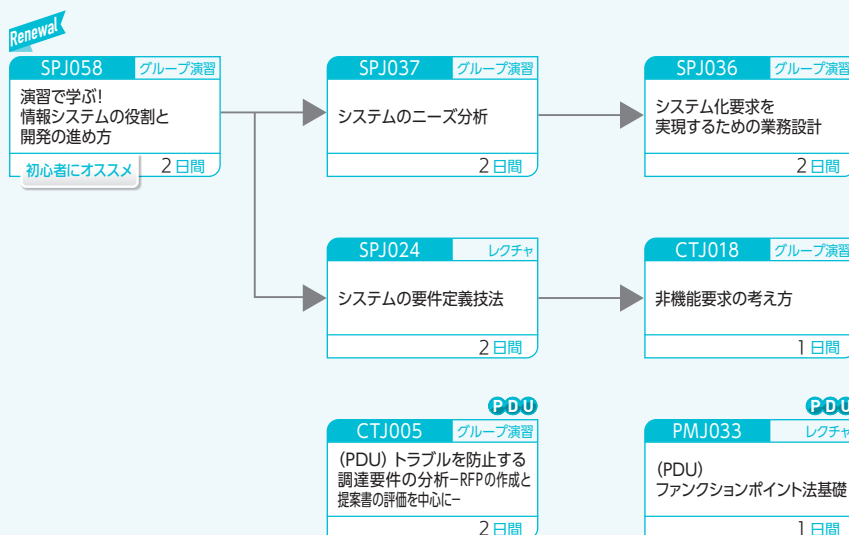 Renewal
SPJ058 グループ演習
演習で学ぶ!
情報システムの役割と
開発の進め方
初心者にオススメ 2日間
SPJ037 グループ演習
システムのニーズ分析
2日間
SPJ036 グループ演習
システム化要求を
実現するための業務設計
2日間
SPJ024 レクチャ
システムの要件定義技法
2日間
CTJ018 グループ演習
非機能要求の考え方
1日間
PDU
CTJ005 グループ演習
(PDU)トラブルを防止する
調達要件の分析−RFPの作成と
提案書の評価を中心に−
2日間
PDU
PMJ033 レクチャ
(PDU)
ファンクションポイント法基礎
1日間